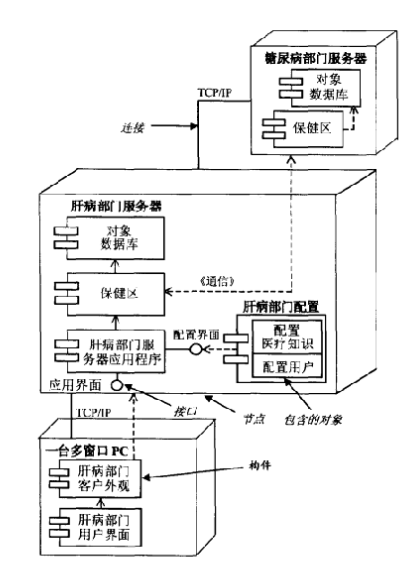 糖尿病部门服务器
对象
数据库
TCP/IP
保健区
连接
肝病部门服务器
对象
数据库
《通信》
保健区
肝病部门配置
配置
医疗知识
配置界面
肝病部门服
务器应用程序
配置用户
应用界面
接口
节点
包含的对象
TCP/IP
一台多窗口 PC
构件
肝病部门
客户外观
肝病部门
用户界面